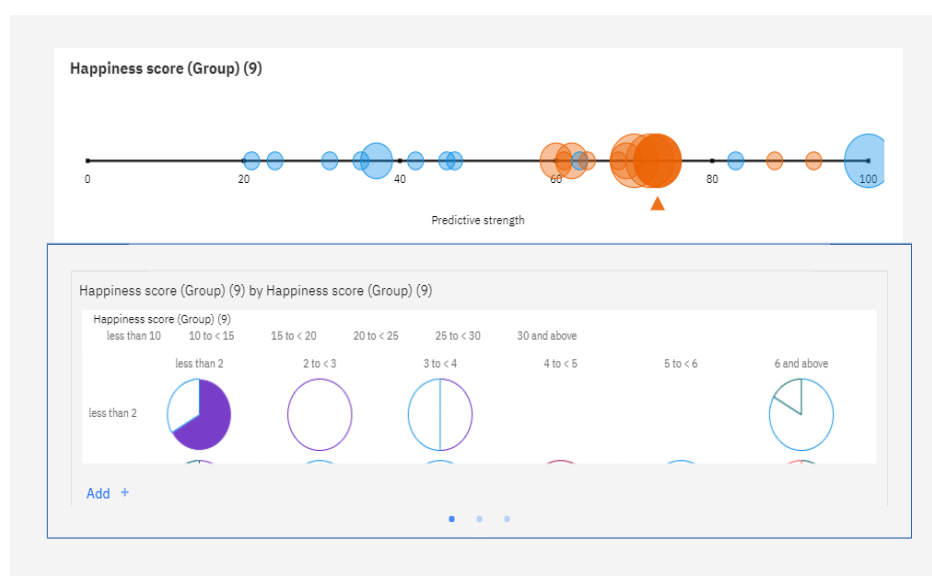 Happiness score (Group) (9)
0 20 40 60 80 100
Predictive strength
Happiness score (Group) (9) by Happiness score (Group) (9)
Happiness score (Group) (9)
less than 10 10 to < 15 15 to < 20 20 to < 25 25 to < 30 30 and above
less than 2 2 to < 3 3 to < 4 4 to < 5 5 to < 6 6 and above
less than 2
Add +